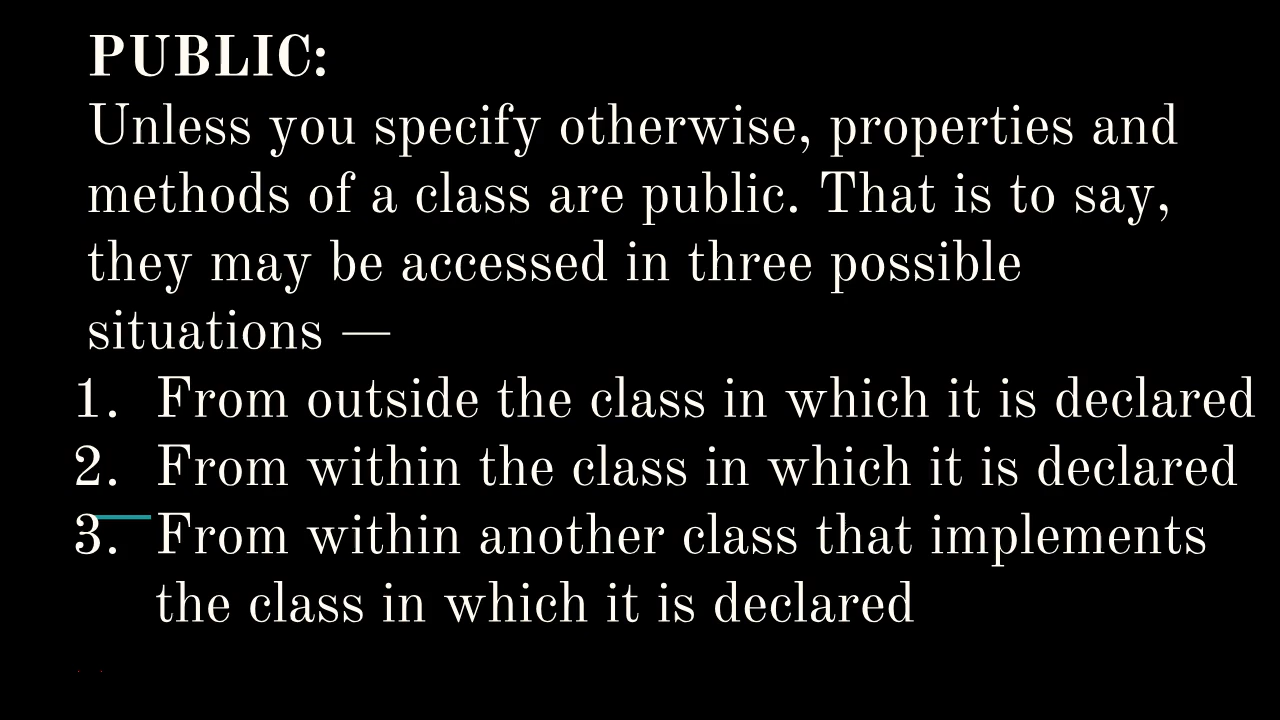 PUBLIC:
Unless you specify otherwise, properties and
methods of a class are public. That is to say,
they may be accessed in three possible
situations —
1. From outside the class in which it is declared
2. From within the class in which it is declared
3. From within another class that implements
the class in which it is declared